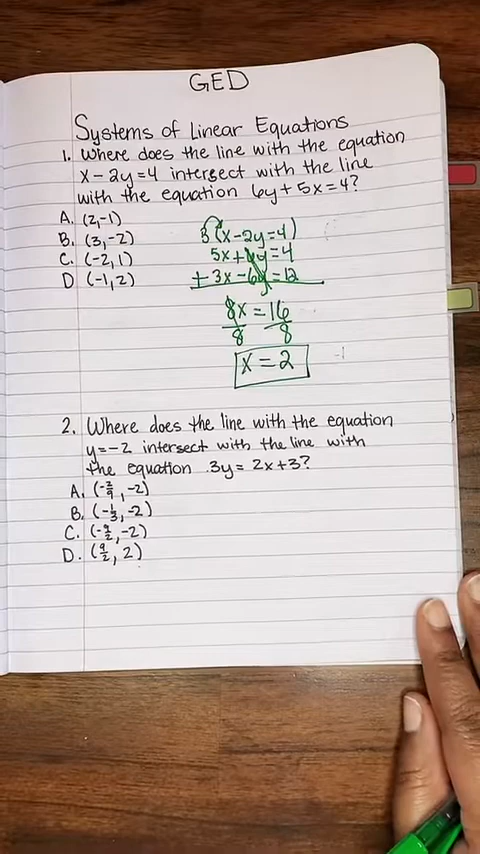 GED
Systems of Linear Equations
1. Where does the line with the equation
x - 2y = 4 intersect with the line
with the equation 6y + 5x = 4?
A. (2,-1)
B. (3,-2)
C. (-2,1)
D (-1,2)
3(x-2y=4)
5x+6y=4
+ 3x-6y=12
8x = 16
8 8
x = 2
2. Where does the line with the equation
y=-2 intersect with the line with
the equation 3y = 2x+3?
A. (-2/9, -2)
B. (-1/3, -2)
C. (-9/2, -2)
D. (9/2, 2)